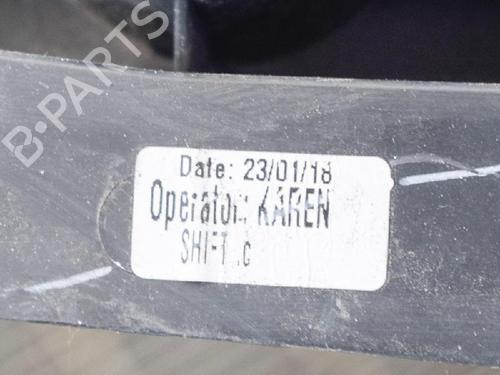 B-PARTS
Date: 23/01/18
Operator: KAREN
SHIFT :G